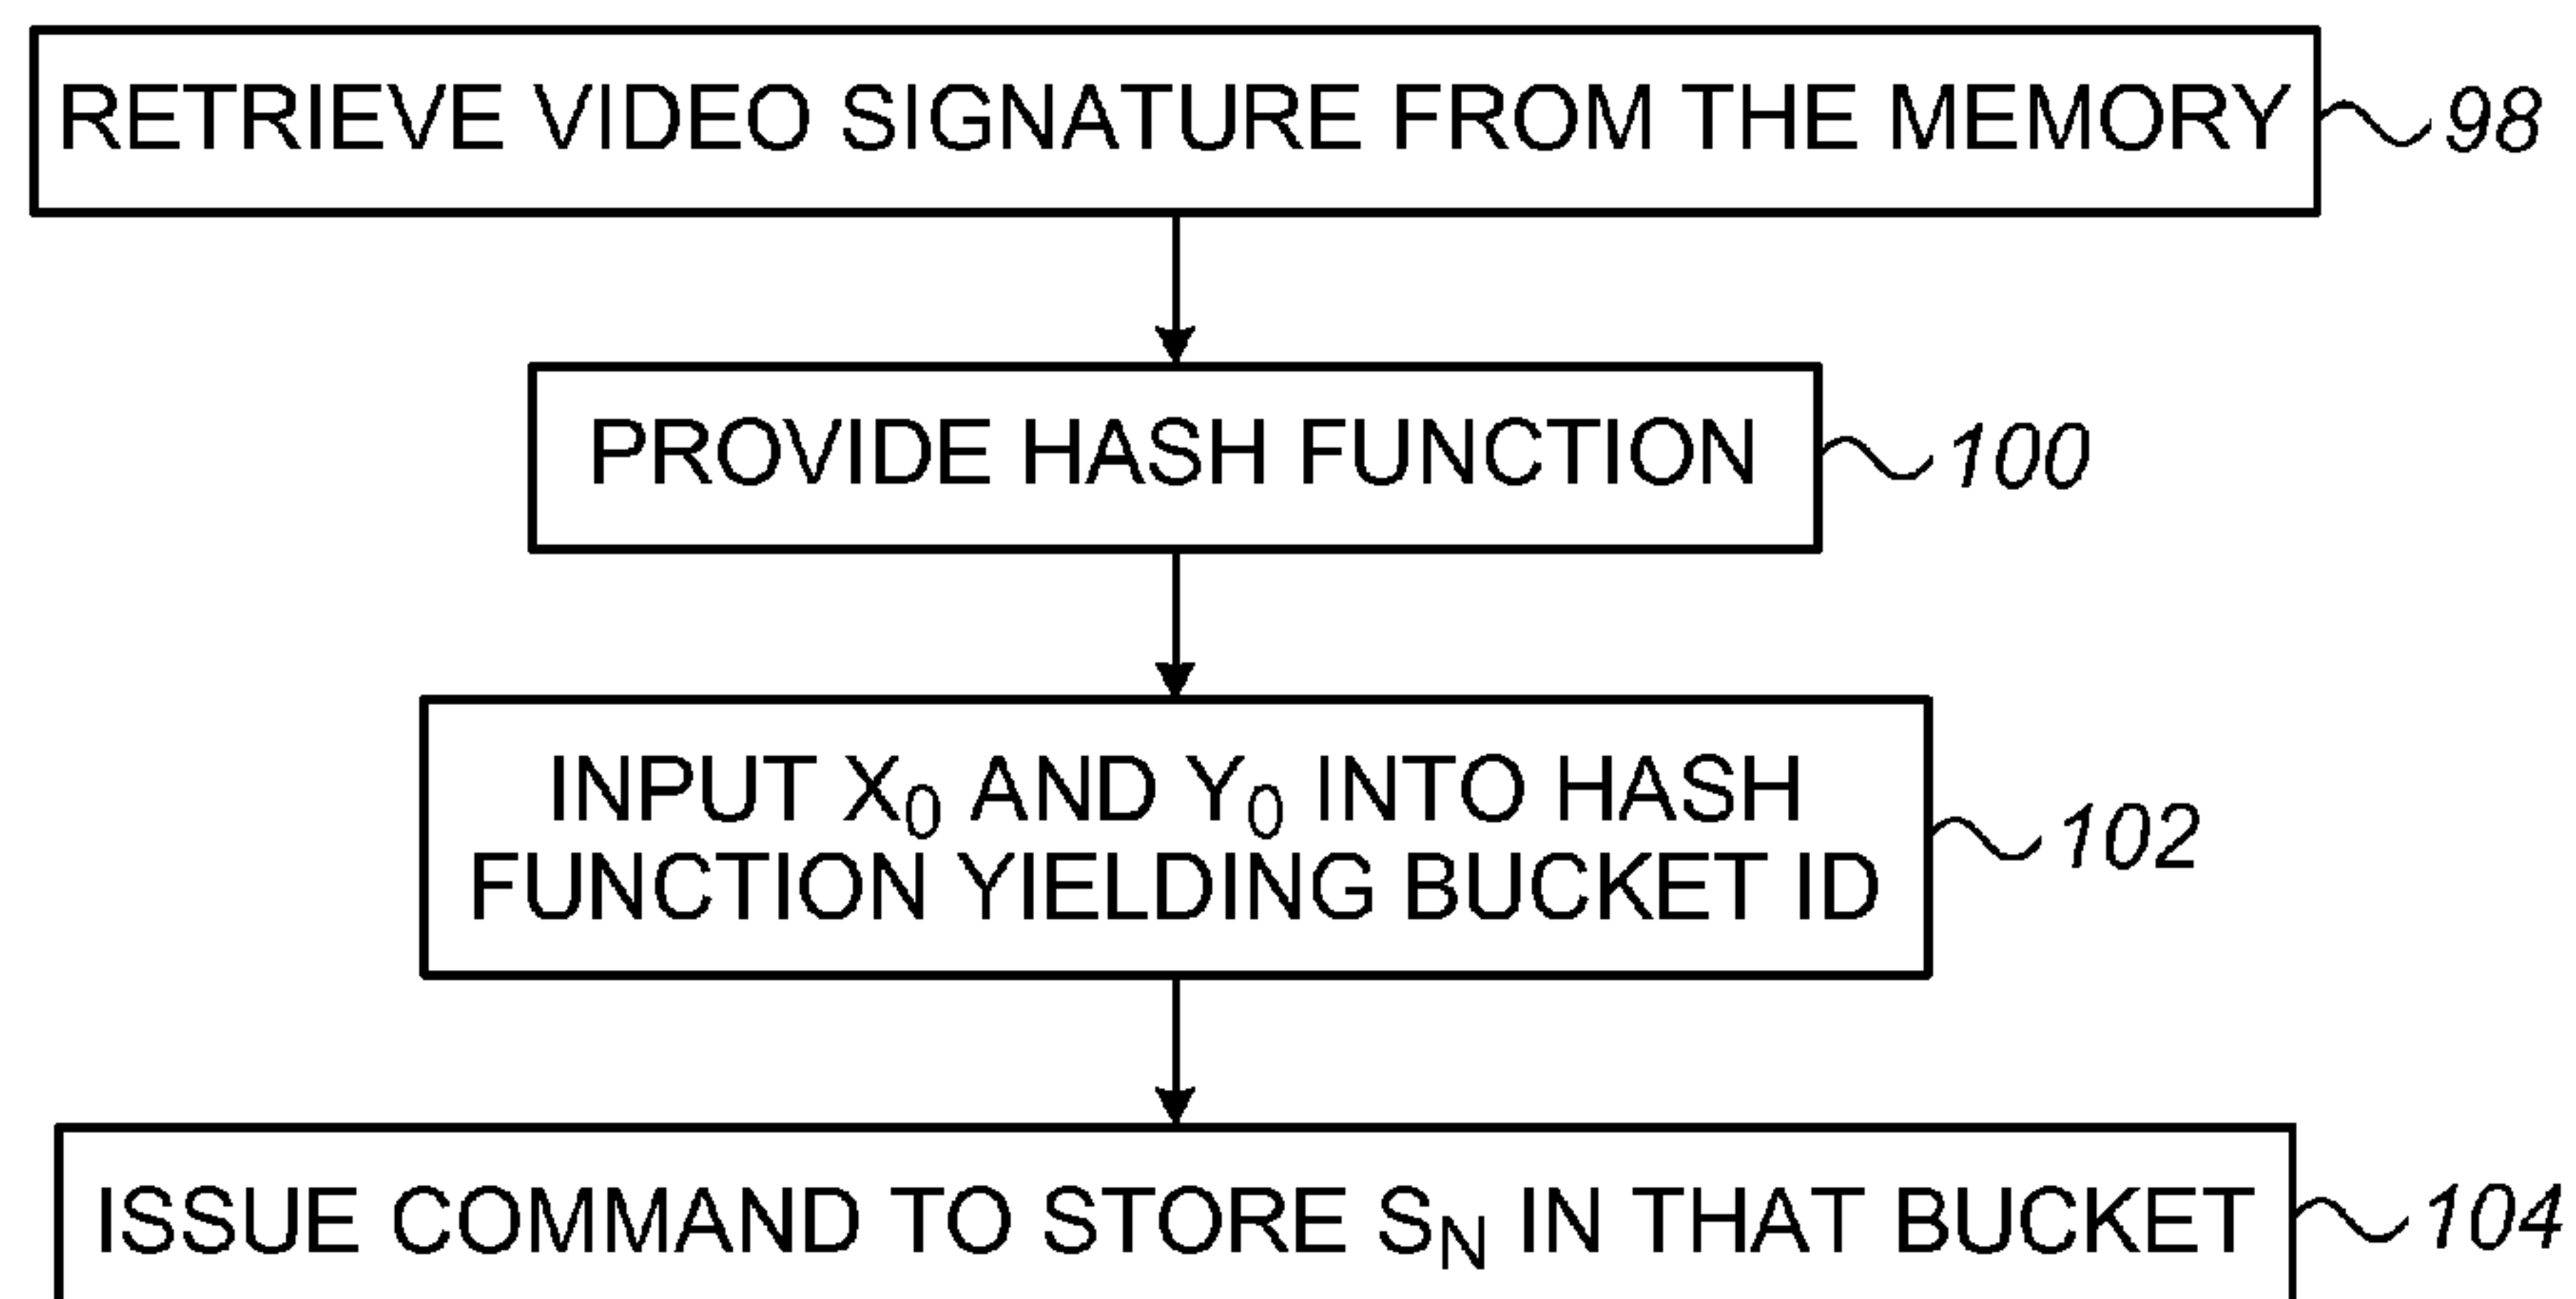 RETRIEVE VIDEO SIGNATURE FROM THE MEMORY 98
PROVIDE HASH FUNCTION 100
INPUT X₀ AND Y₀ INTO HASH
FUNCTION YIELDING BUCKET ID
102
ISSUE COMMAND TO STORE S_N IN THAT BUCKET 104